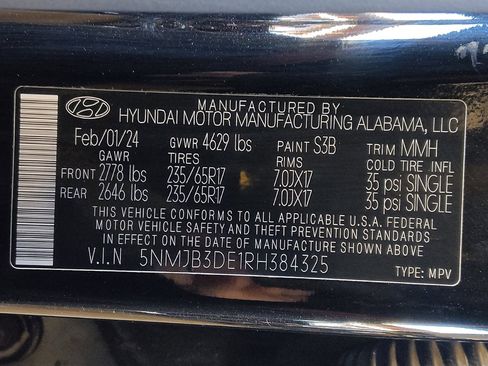 MANUFACTURED BY
HYUNDAI MOTOR MANUFACTURING ALABAMA, LLC
Feb/01/24 GVWR 4629 lbs PAINT S3B TRIM MMH
GAWR TIRES RIMS COLD TIRE INFL
FRONT 2778 lbs 235/65R17 7.0JX17 35 psi SINGLE
REAR 2646 lbs 235/65R17 7.0JX17 35 psi SINGLE
THIS VEHICLE CONFORMS TO ALL APPLICABLE U.S.A. FEDERAL
MOTOR VEHICLE SAFETY AND THEFT PREVENTION STANDARDS
IN EFFECT ON THE DATE OF MANUFACTURE SHOWN ABOVE.
V.I.N 5NMJB3DE1RH384325 TYPE: MPV